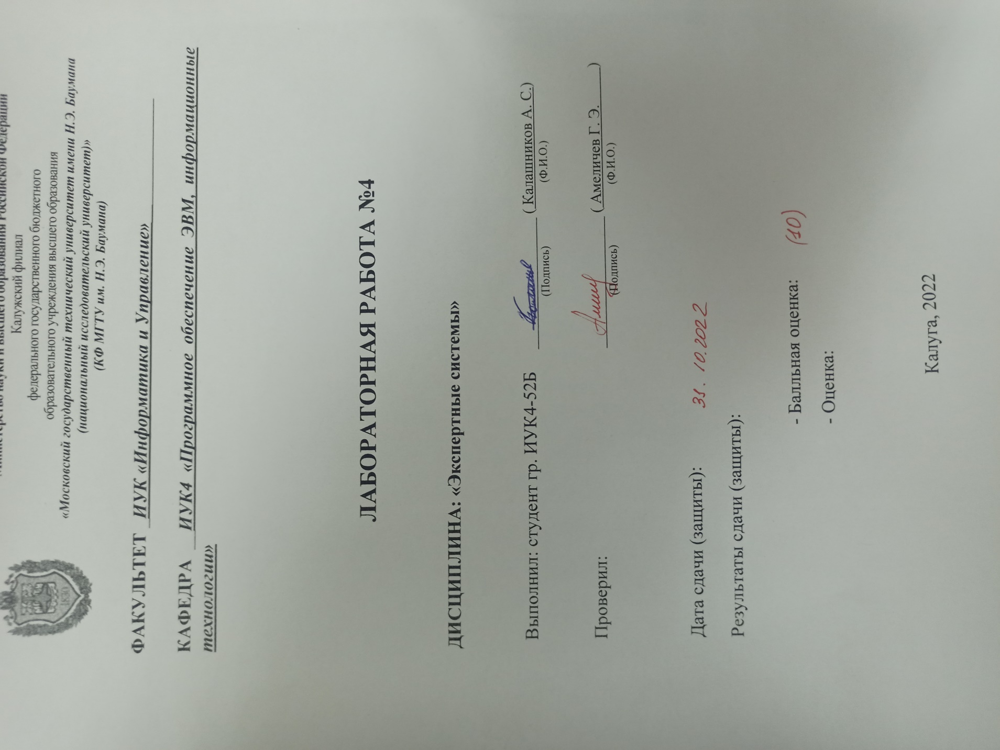 Министерство науки и высшего образования Российской Федерации
Калужский филиал
федерального государственного бюджетного
образовательного учреждения высшего образования
«Московский государственный технический университет имени Н.Э. Баумана
(национальный исследовательский университет)»
(КФ МГТУ им. Н.Э. Баумана)
1830
ФАКУЛЬТЕТ ИУК «Информатика и Управление»
КАФЕДРА ИУК4 «Программное обеспечение ЭВМ, информационные
технологии»
ЛАБОРАТОРНАЯ РАБОТА №4
ДИСЦИПЛИНА: «Экспертные системы»
Выполнил: студент гр. ИУК4-52Б ( Калашников А. С.)
(Подпись) (Ф.И.О.)
Проверил: ( Амеличев Г. Э. )
(Подпись) (Ф.И.О.)
Дата сдачи (защиты): 31.10.2022
Результаты сдачи (защиты):
- Балльная оценка: (10)
- Оценка:
Калуга, 2022